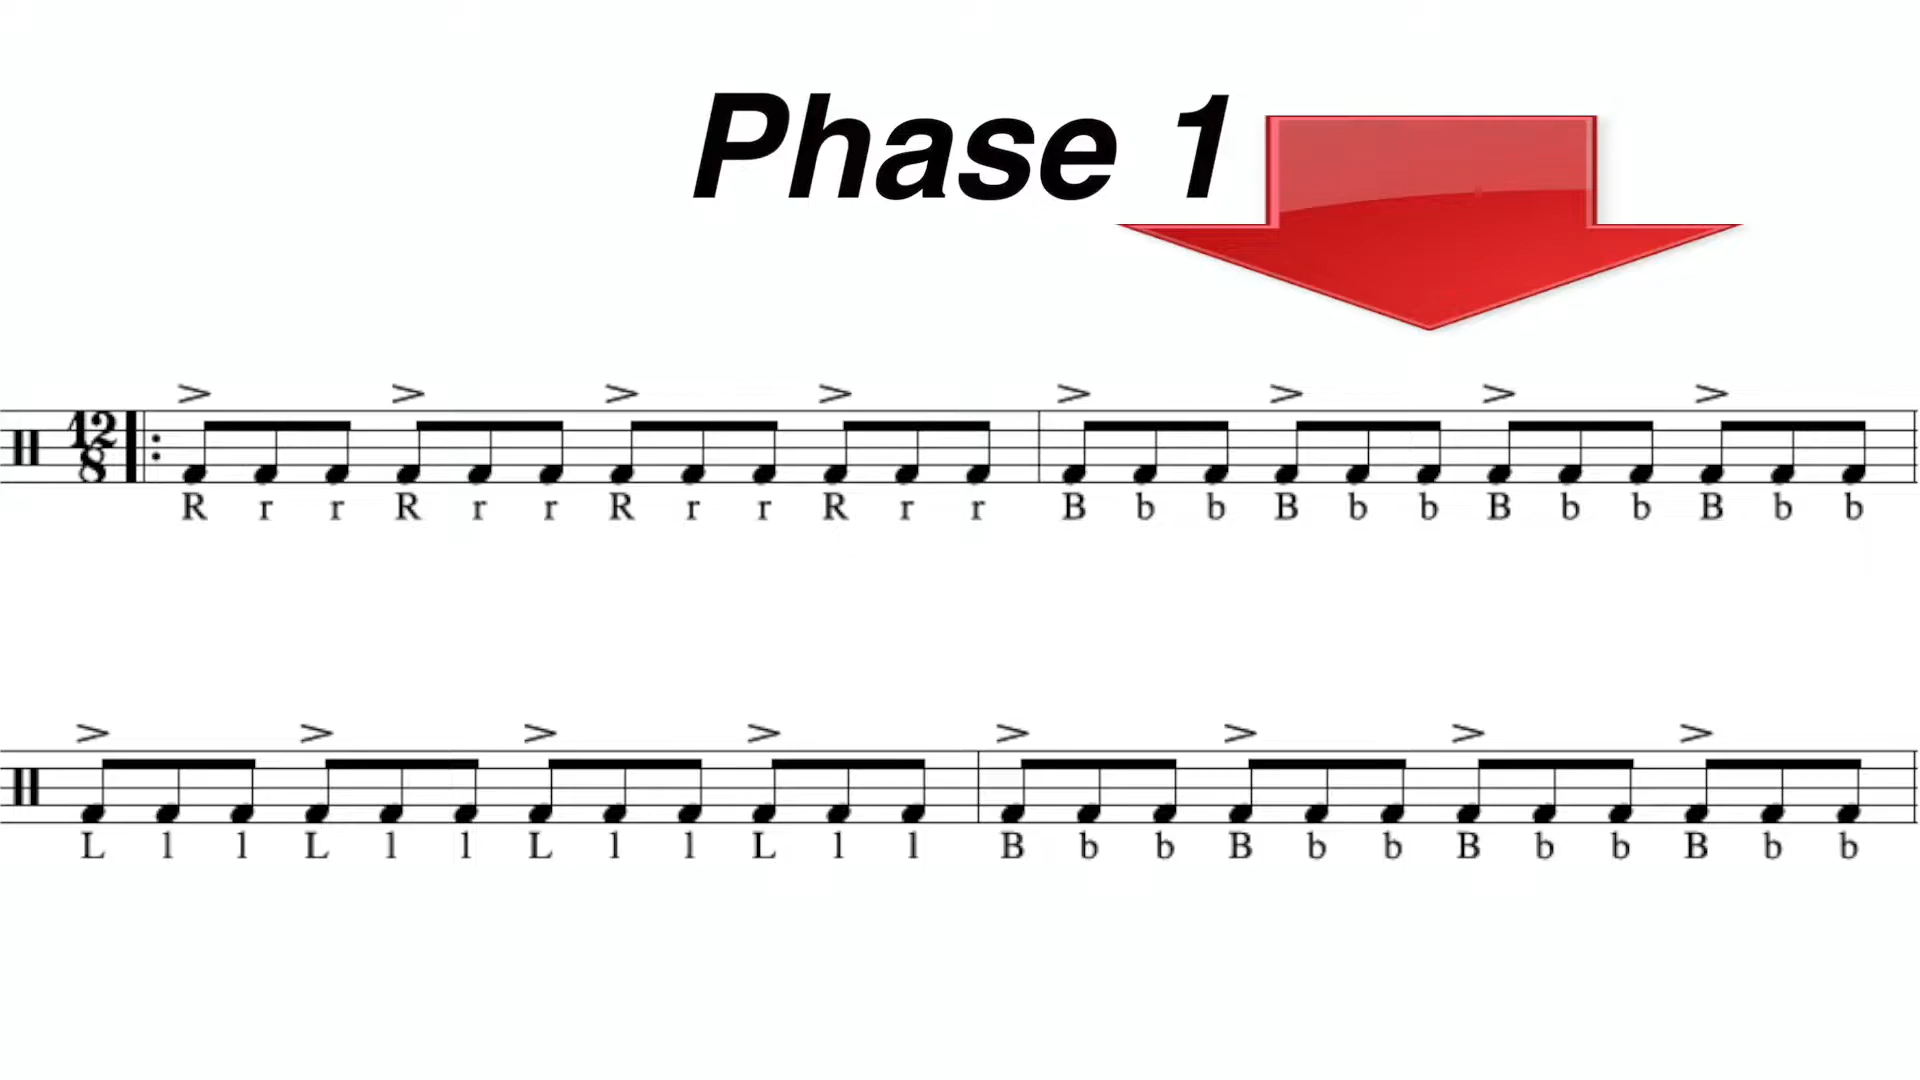 Phase 1
> > > > > > > >
12
8
R r r R r r R r r R r r B b b B b b B b b B b b
> > > > > > > >
L l l L l l L l l L l l B b b B b b B b b B b b